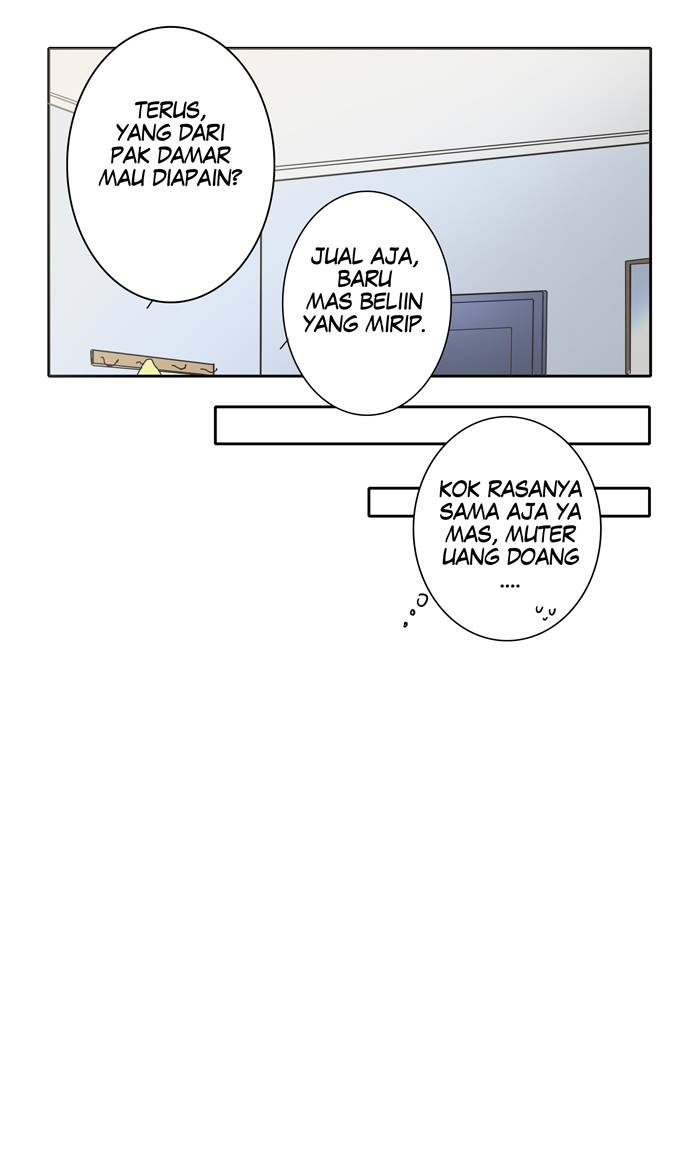 TERUS,
YANG DARI
PAK DAMAR
MAU DIAPAIN?
JUAL AJA,
BARU
MAS BELIIN
YANG MIRIP.
KOK RASANYA
SAMA AJA YA
MAS, MUTER
UANG DOANG
....